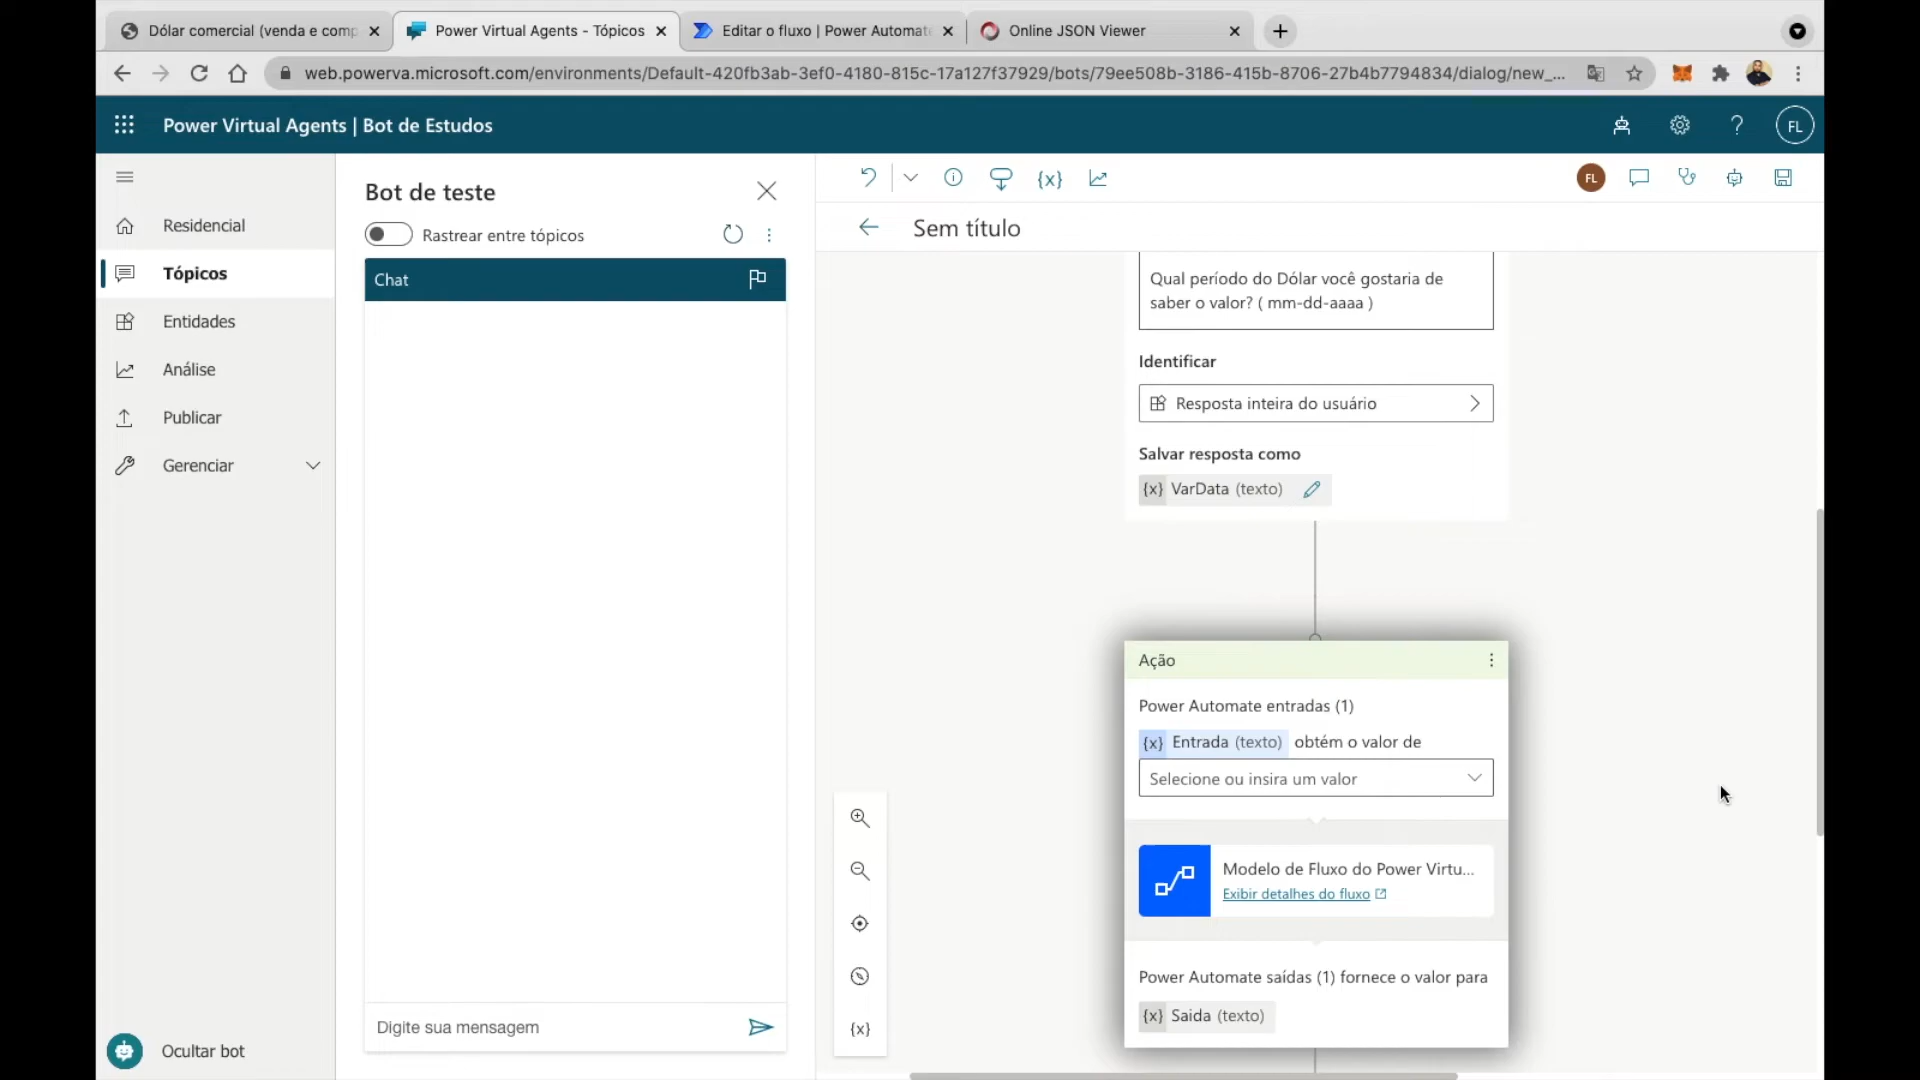 Dólar comercial (venda e comp
Power Virtual Agents - Tópicos
Editar o fluxo | Power Automat
Online JSON Viewer
web.powerva.microsoft.com/environments/Default-420fb3ab-3ef0-4180-815c-17a127f37929/bots/79ee508b-3186-415b-8706-27b4b7794834/dialog/new_...
Power Virtual Agents | Bot de Estudos
FL
Residencial
Tópicos
Entidades
Análise
Publicar
Gerenciar
Ocultar bot
Bot de teste
Rastrear entre tópicos
Chat
Digite sua mensagem
{x}
FL
Sem título
Qual período do Dólar você gostaria de
saber o valor? ( mm-dd-aaaa )
Identificar
Resposta inteira do usuário
Salvar resposta como
{x} VarData (texto)
Ação
Power Automate entradas (1)
{x} Entrada (texto) obtém o valor de
Selecione ou insira um valor
Modelo de Fluxo do Power Virtu...
Exibir detalhes do fluxo
Power Automate saídas (1) fornece o valor para
{x} Saida (texto)
{x}